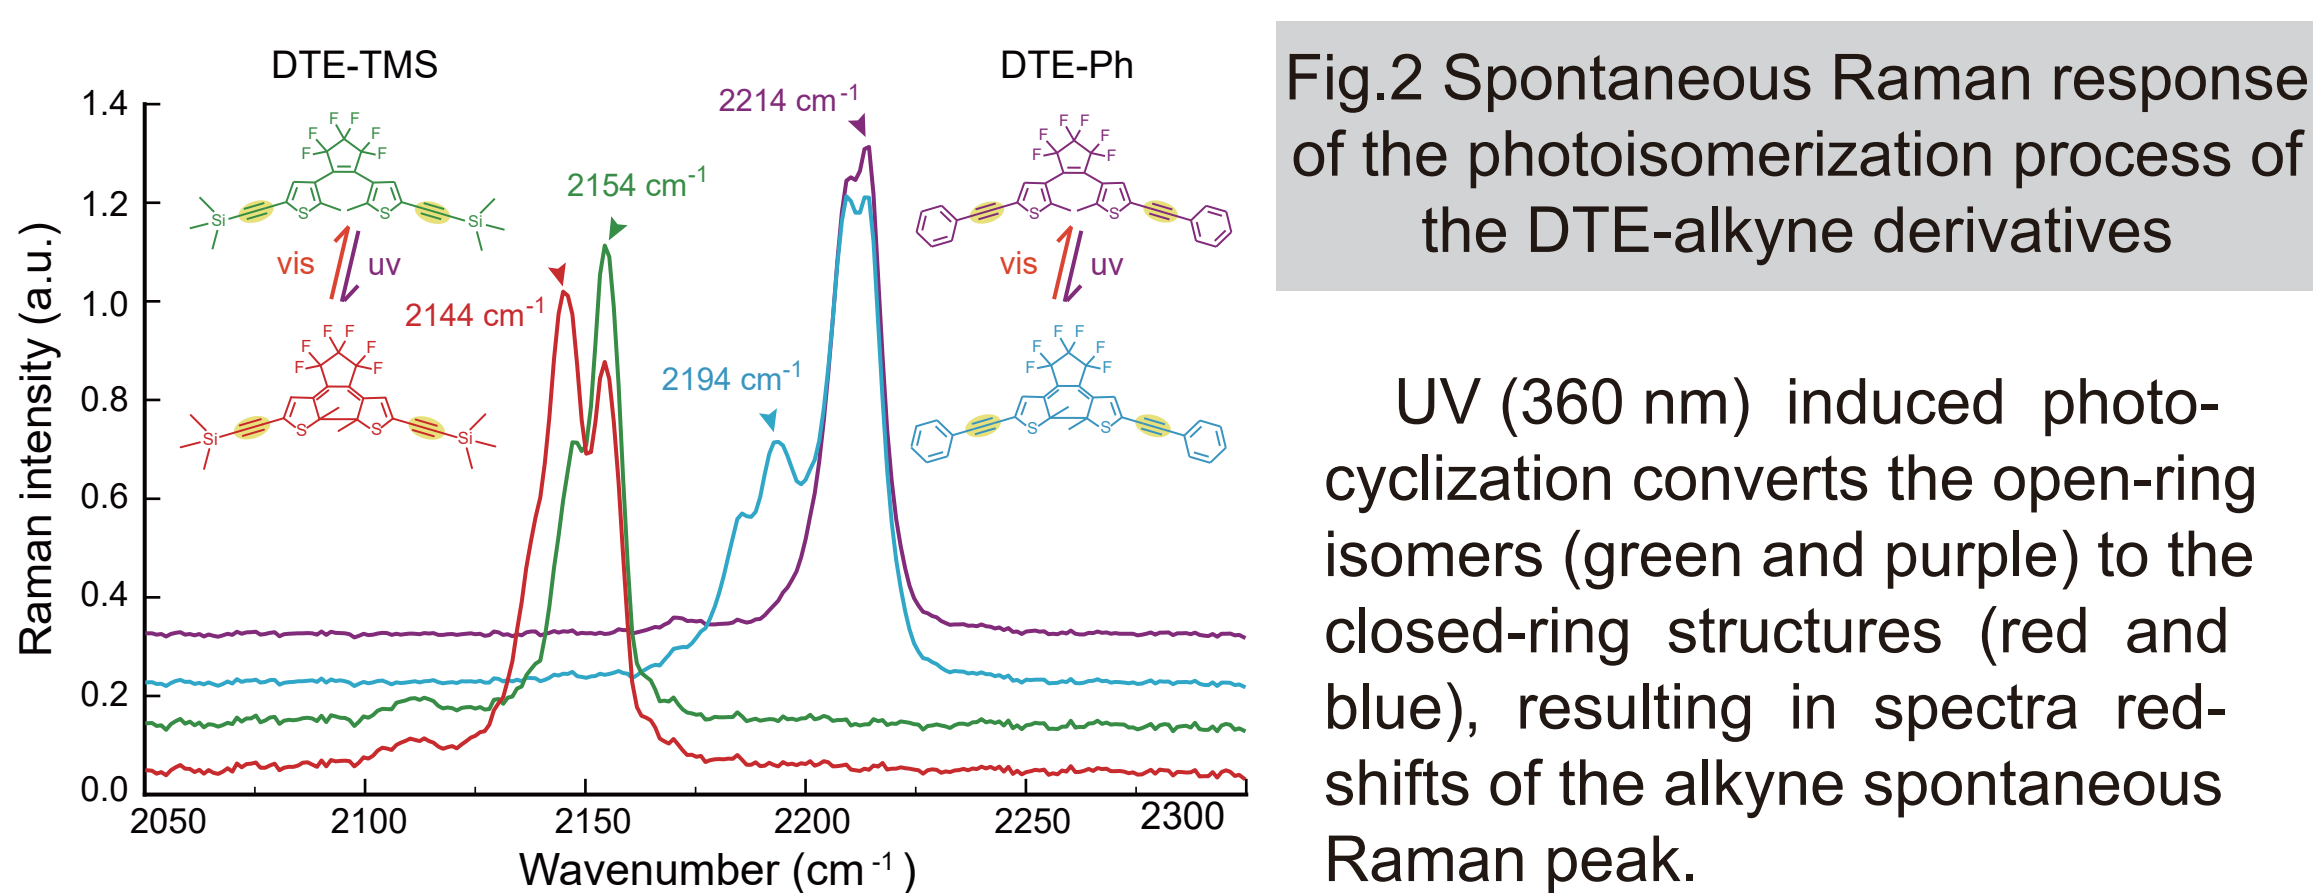 DTE-TMS
DTE-Ph
Raman intensity (a.u.)
1.4
1.2
1.0
0.8
0.6
0.4
0.2
0.0
2050
2100
2150
2200
2250
2300
Wavenumber (cm⁻¹)
2144 cm⁻¹
2154 cm⁻¹
2194 cm⁻¹
2214 cm⁻¹
F F
F F
F F
Si S S Si
vis uv
F F
F F
F F
Si S S Si
F F
F F
F F
S S
vis uv
F F
F F
F F
S S
Fig.2 Spontaneous Raman response
of the photoisomerization process of
the DTE-alkyne derivatives
UV (360 nm) induced photo-
cyclization converts the open-ring
isomers (green and purple) to the
closed-ring structures (red and
blue), resulting in spectra red-
shifts of the alkyne spontaneous
Raman peak.